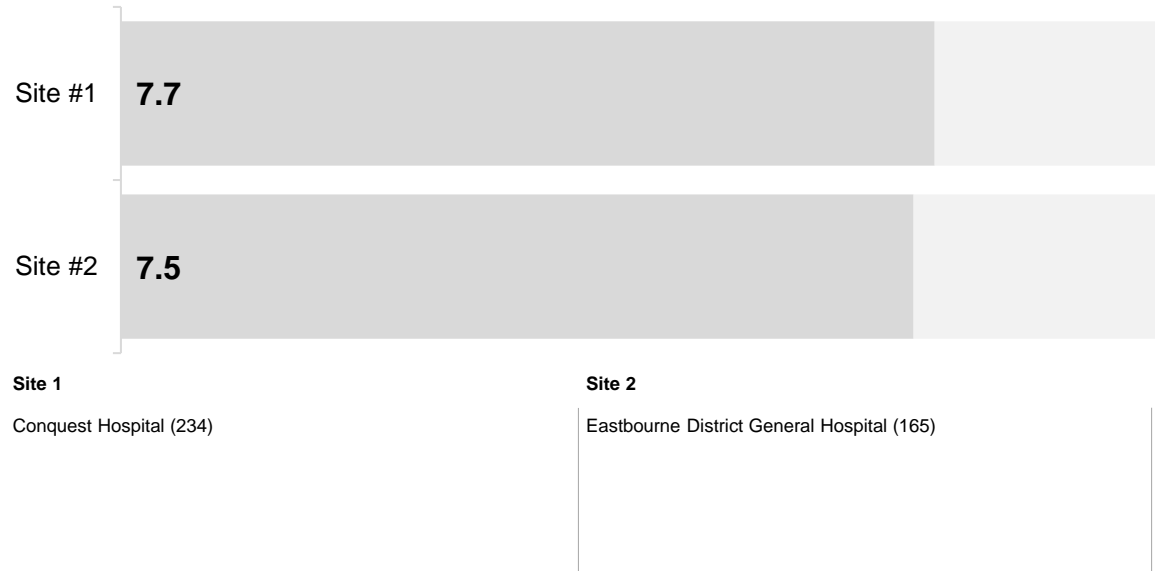 Site #1 7.7
Site #2 7.5
Site 1
Conquest Hospital (234)
Site 2
Eastbourne District General Hospital (165)